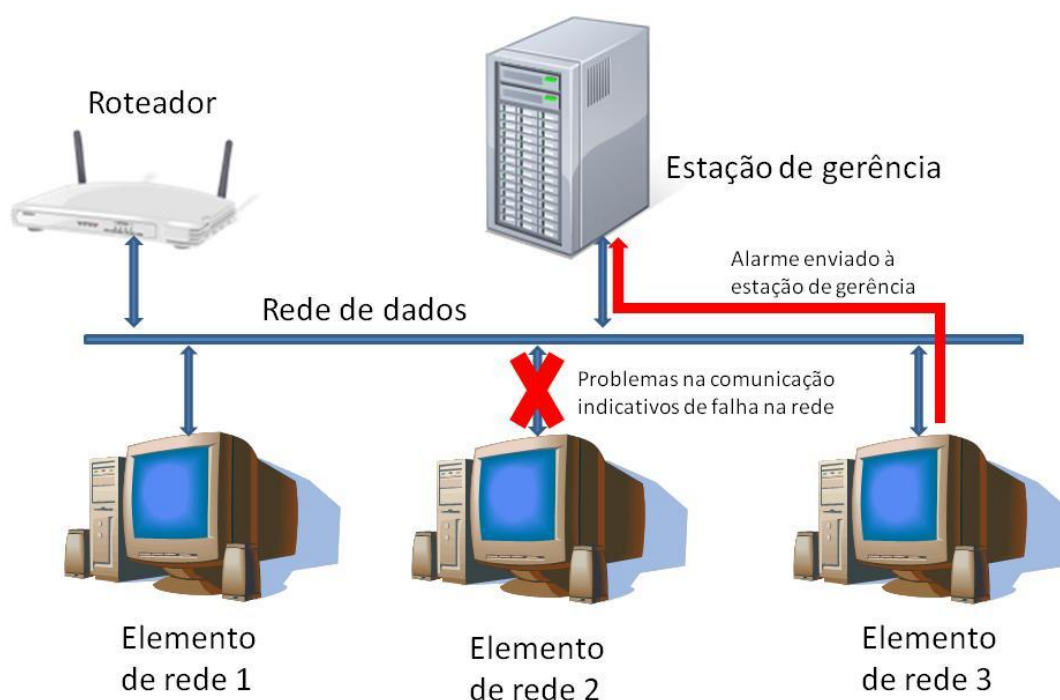 Roteador
Estação de gerência
Alarme enviado à
estação de gerência
Rede de dados
Problemas na comunicação
indicativos de falha na rede
Elemento
de rede 1
Elemento
de rede 2
Elemento
de rede 3